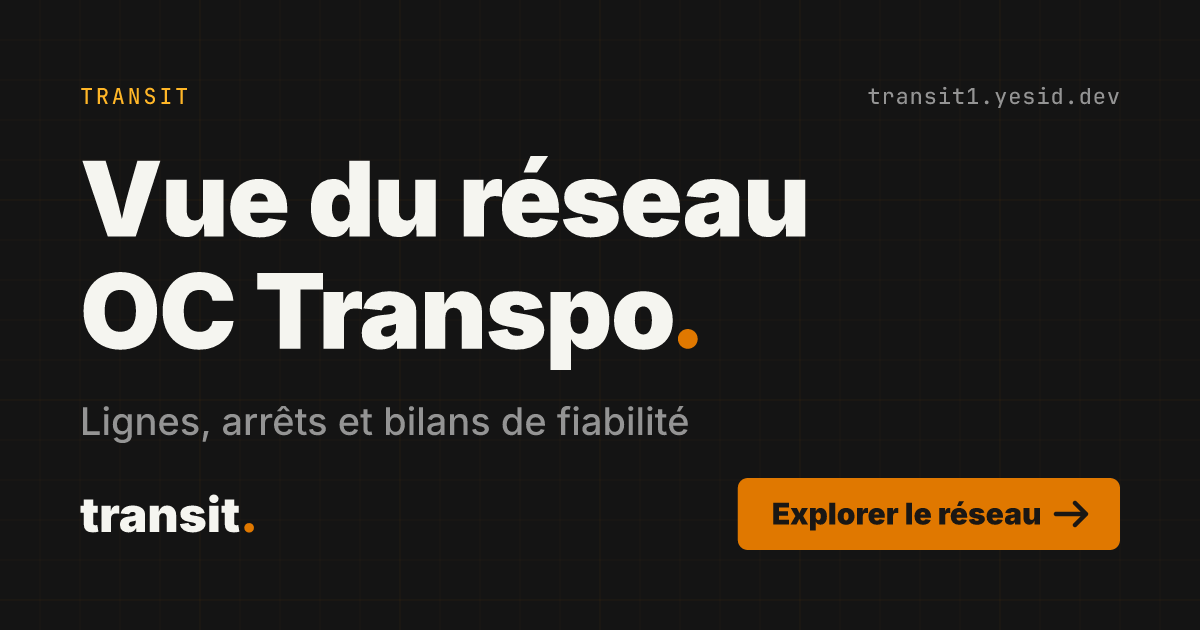 TRANSIT
transit1.yesid.dev
Vue du réseau
OC Transpo.
Lignes, arrêts et bilans de fiabilité
transit.
Explorer le réseau →